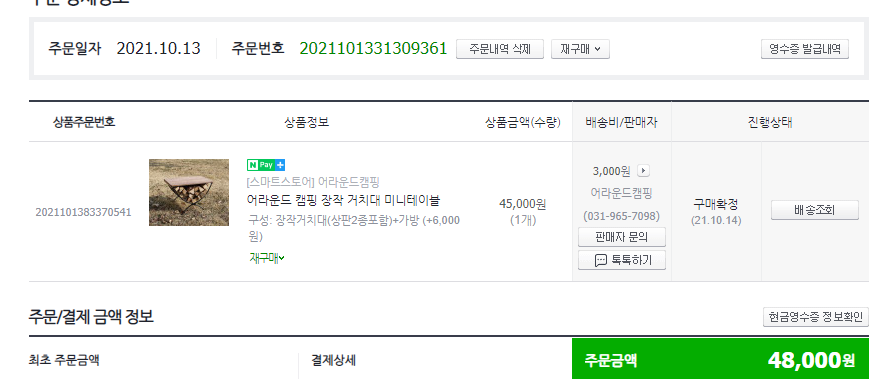 주문 결제정보
주문일자 2021.10.13 주문번호 2021101331309361 주문내역 삭제 재구매 영수증 발급내역
상품주문번호 상품정보 상품금액(수량) 배송비/판매자 진행상태
2021101383370541
N Pay +
[스마트스토어] 어라운드캠핑
어라운드 캠핑 장작 거치대 미니테이블
구성: 장작거치대(상판2종포함)+가방 (+6,000
원)
재구매
45,000원
(1개)
3,000원
어라운드캠핑
(031-965-7098)
판매자 문의
톡톡하기
구매확정
(21.10.14)
배송조회
주문/결제 금액 정보 현금영수증 정보확인
최초 주문금액 결제상세 주문금액 48,000원